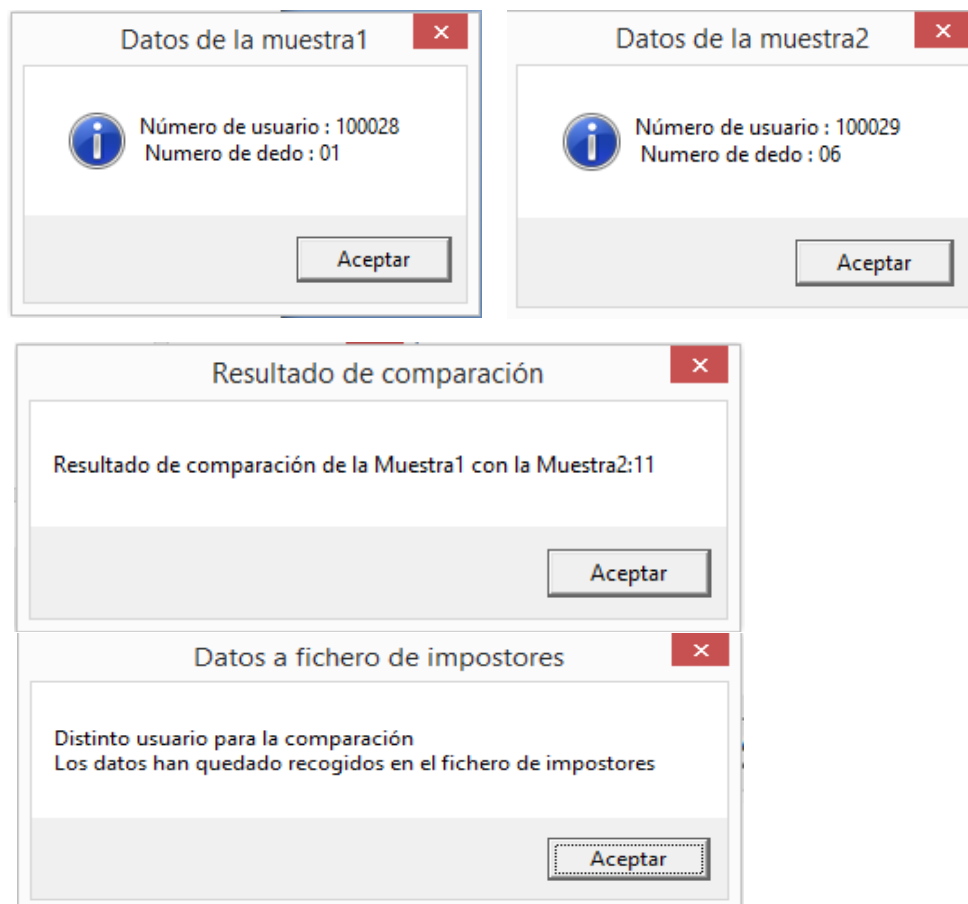 Datos de la muestra1
Número de usuario : 100028
Numero de dedo : 01
Aceptar
Datos de la muestra2
Número de usuario : 100029
Numero de dedo : 06
Aceptar
Resultado de comparación
Resultado de comparación de la Muestra1 con la Muestra2:11
Aceptar
Datos a fichero de impostores
Distinto usuario para la comparación
Los datos han quedado recogidos en el fichero de impostores
Aceptar